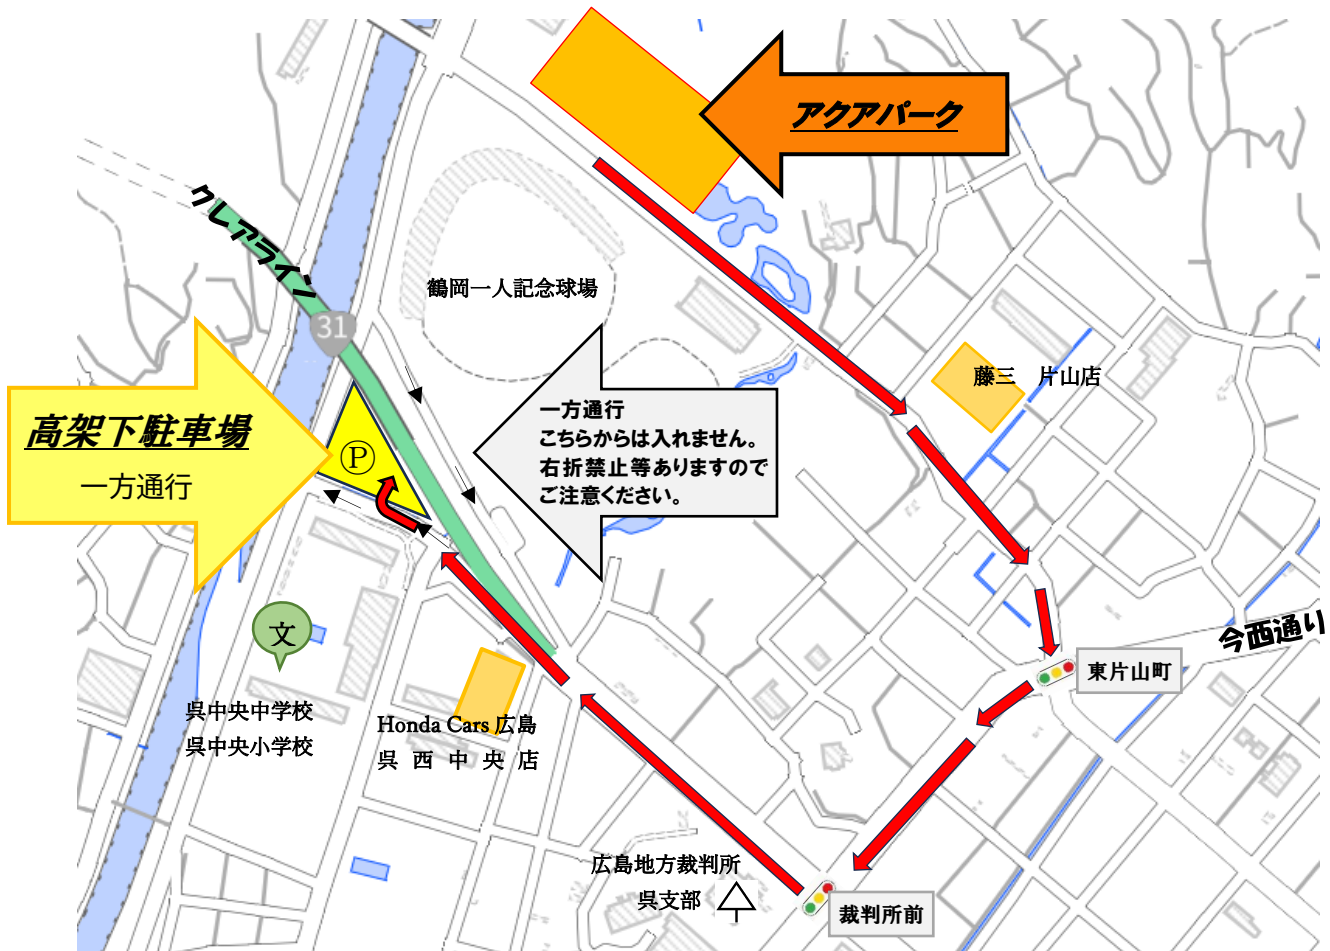 アクアパーク
クレアライン
鶴岡一人記念球場
31
藤三 片山店
高架下駐車場
一方通行
P
一方通行
こちらからは入れません。
右折禁止等ありますので
ご注意ください。
今西通り
文
東片山町
呉中央中学校
呉中央小学校
Honda Cars 広島
呉西中央店
広島地方裁判所
呉支部
裁判所前